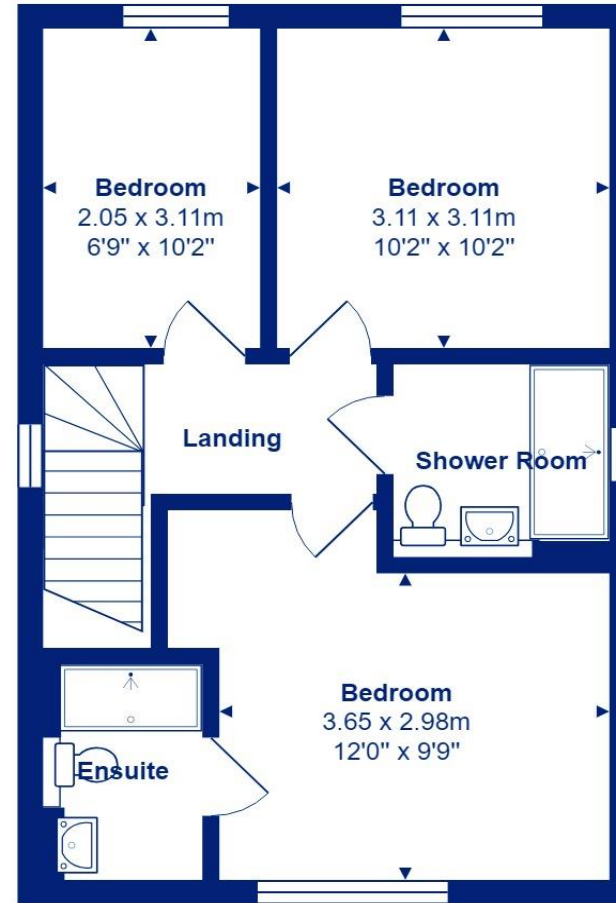 Bedroom
2.05 x 3.11m
6'9" x 10'2"
Bedroom
3.11 x 3.11m
10'2" x 10'2"
Landing
Shower Room
Bedroom
3.65 x 2.98m
12'0" x 9'9"
Ensuite